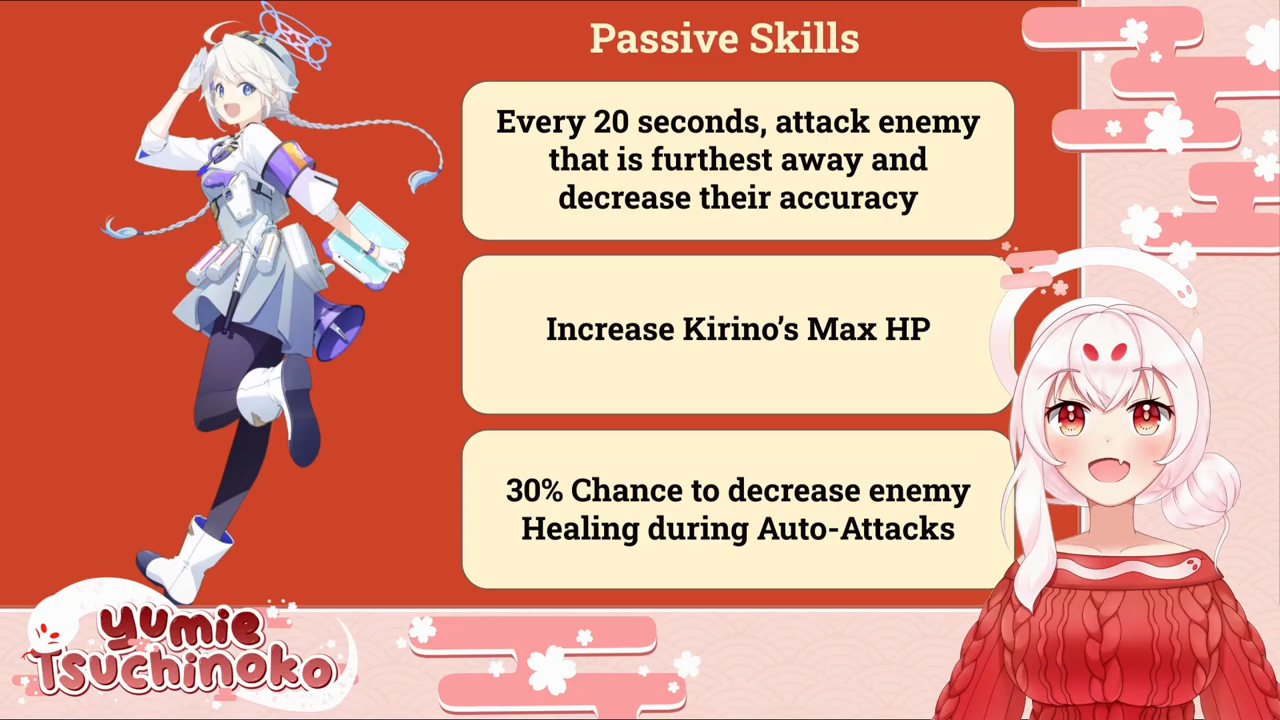 Passive Skills
Every 20 seconds, attack enemy
that is furthest away and
decrease their accuracy
Increase Kirino’s Max HP
30% Chance to decrease enemy
Healing during Auto-Attacks
yumie
Tsuchinoko